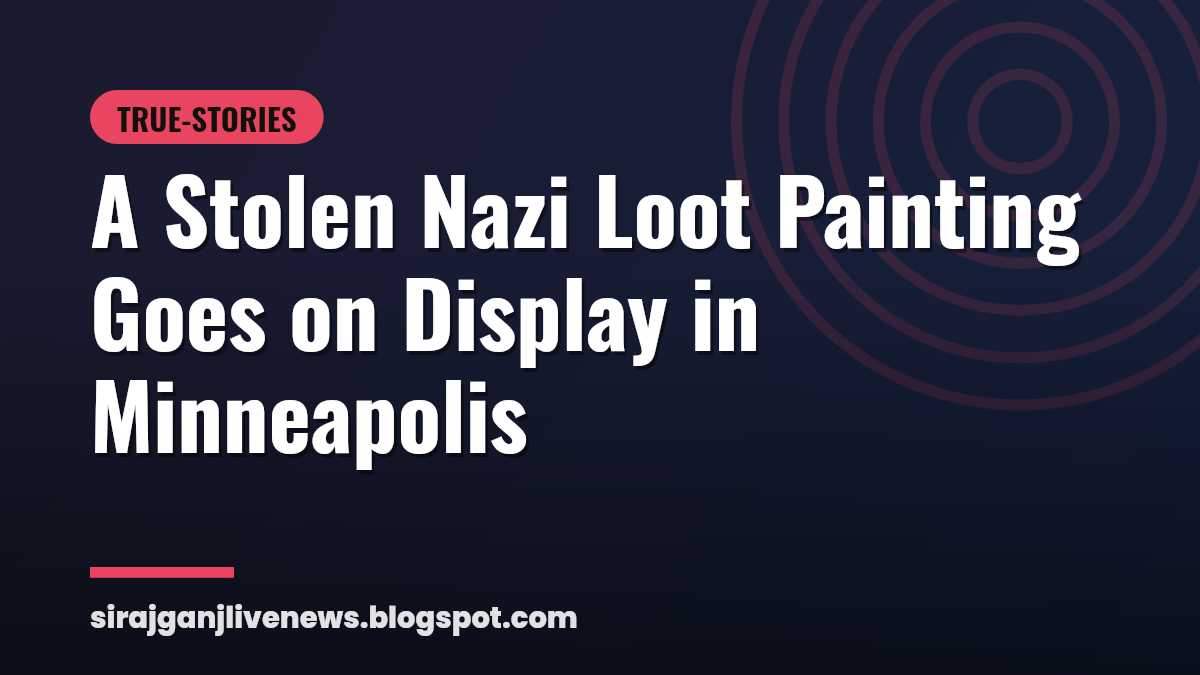 TRUE-STORIES
A Stolen Nazi Loot Painting
Goes on Display in
Minneapolis
sirajganjlivenews.blogspot.com